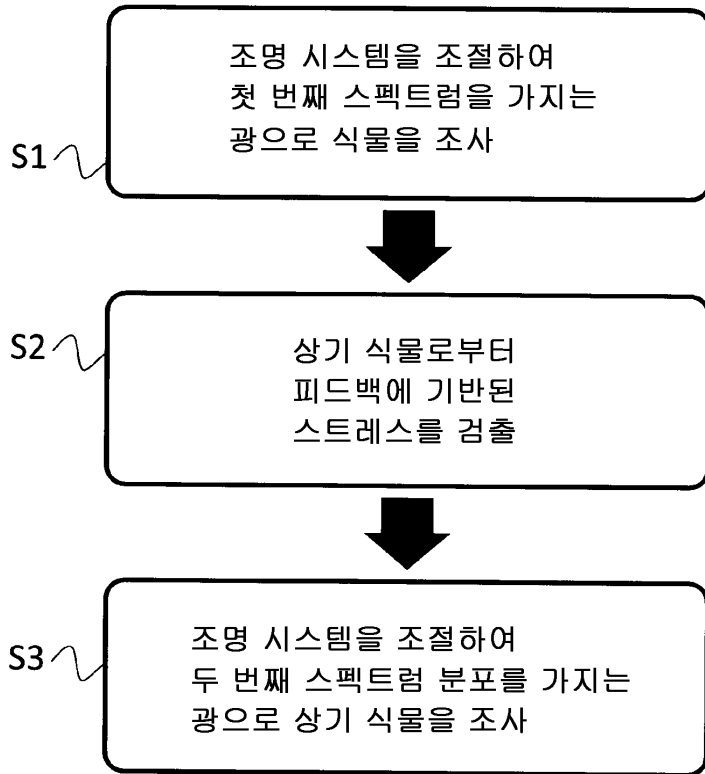 조명 시스템을 조절하여
첫 번째 스펙트럼을 가지는
광으로 식물을 조사
S1
S2
상기 식물로부터
피드백에 기반된
스트레스를 검출
S3
조명 시스템을 조절하여
두 번째 스펙트럼 분포를 가지는
광으로 상기 식물을 조사